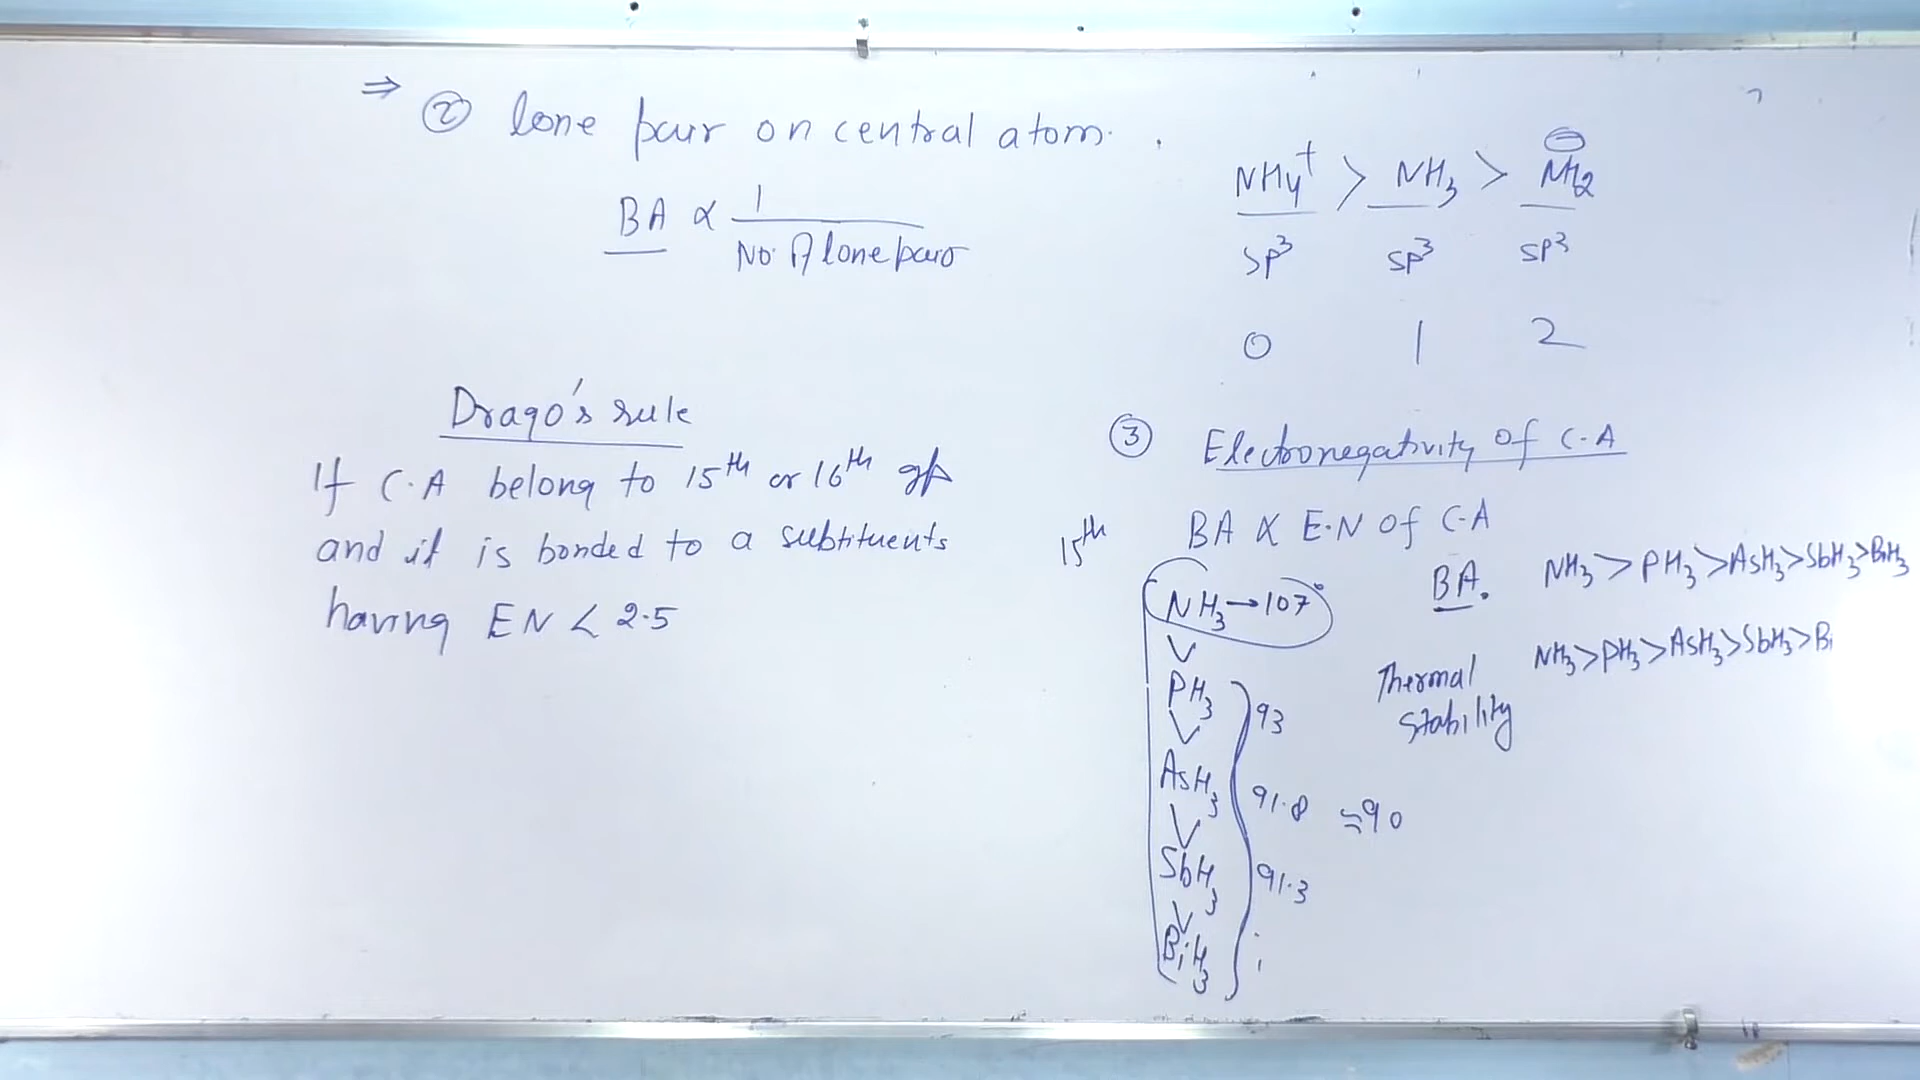 ⇒ ② lone pair on central atom.
BA ∝ 1 / No. of lone pair
NH4⁺ > NH3 > NH2⊖
sp³ sp³ sp³
0 1 2
Drago's rule
If C.A belong to 15th or 16th gp
and it is bonded to a subtituents
having EN < 2.5
③ Electronegativity of C.A
BA ∝ E.N of C.A
15th
NH3 → 107°
∨
PH3 93
∨
AsH3 91.8 ≈90
∨
SbH3 91.3
∨
BiH3
BA. NH3 > PH3 > AsH3 > SbH3 > BiH3
Thermal stability NH3 > PH3 > AsH3 > SbH3 > Bi